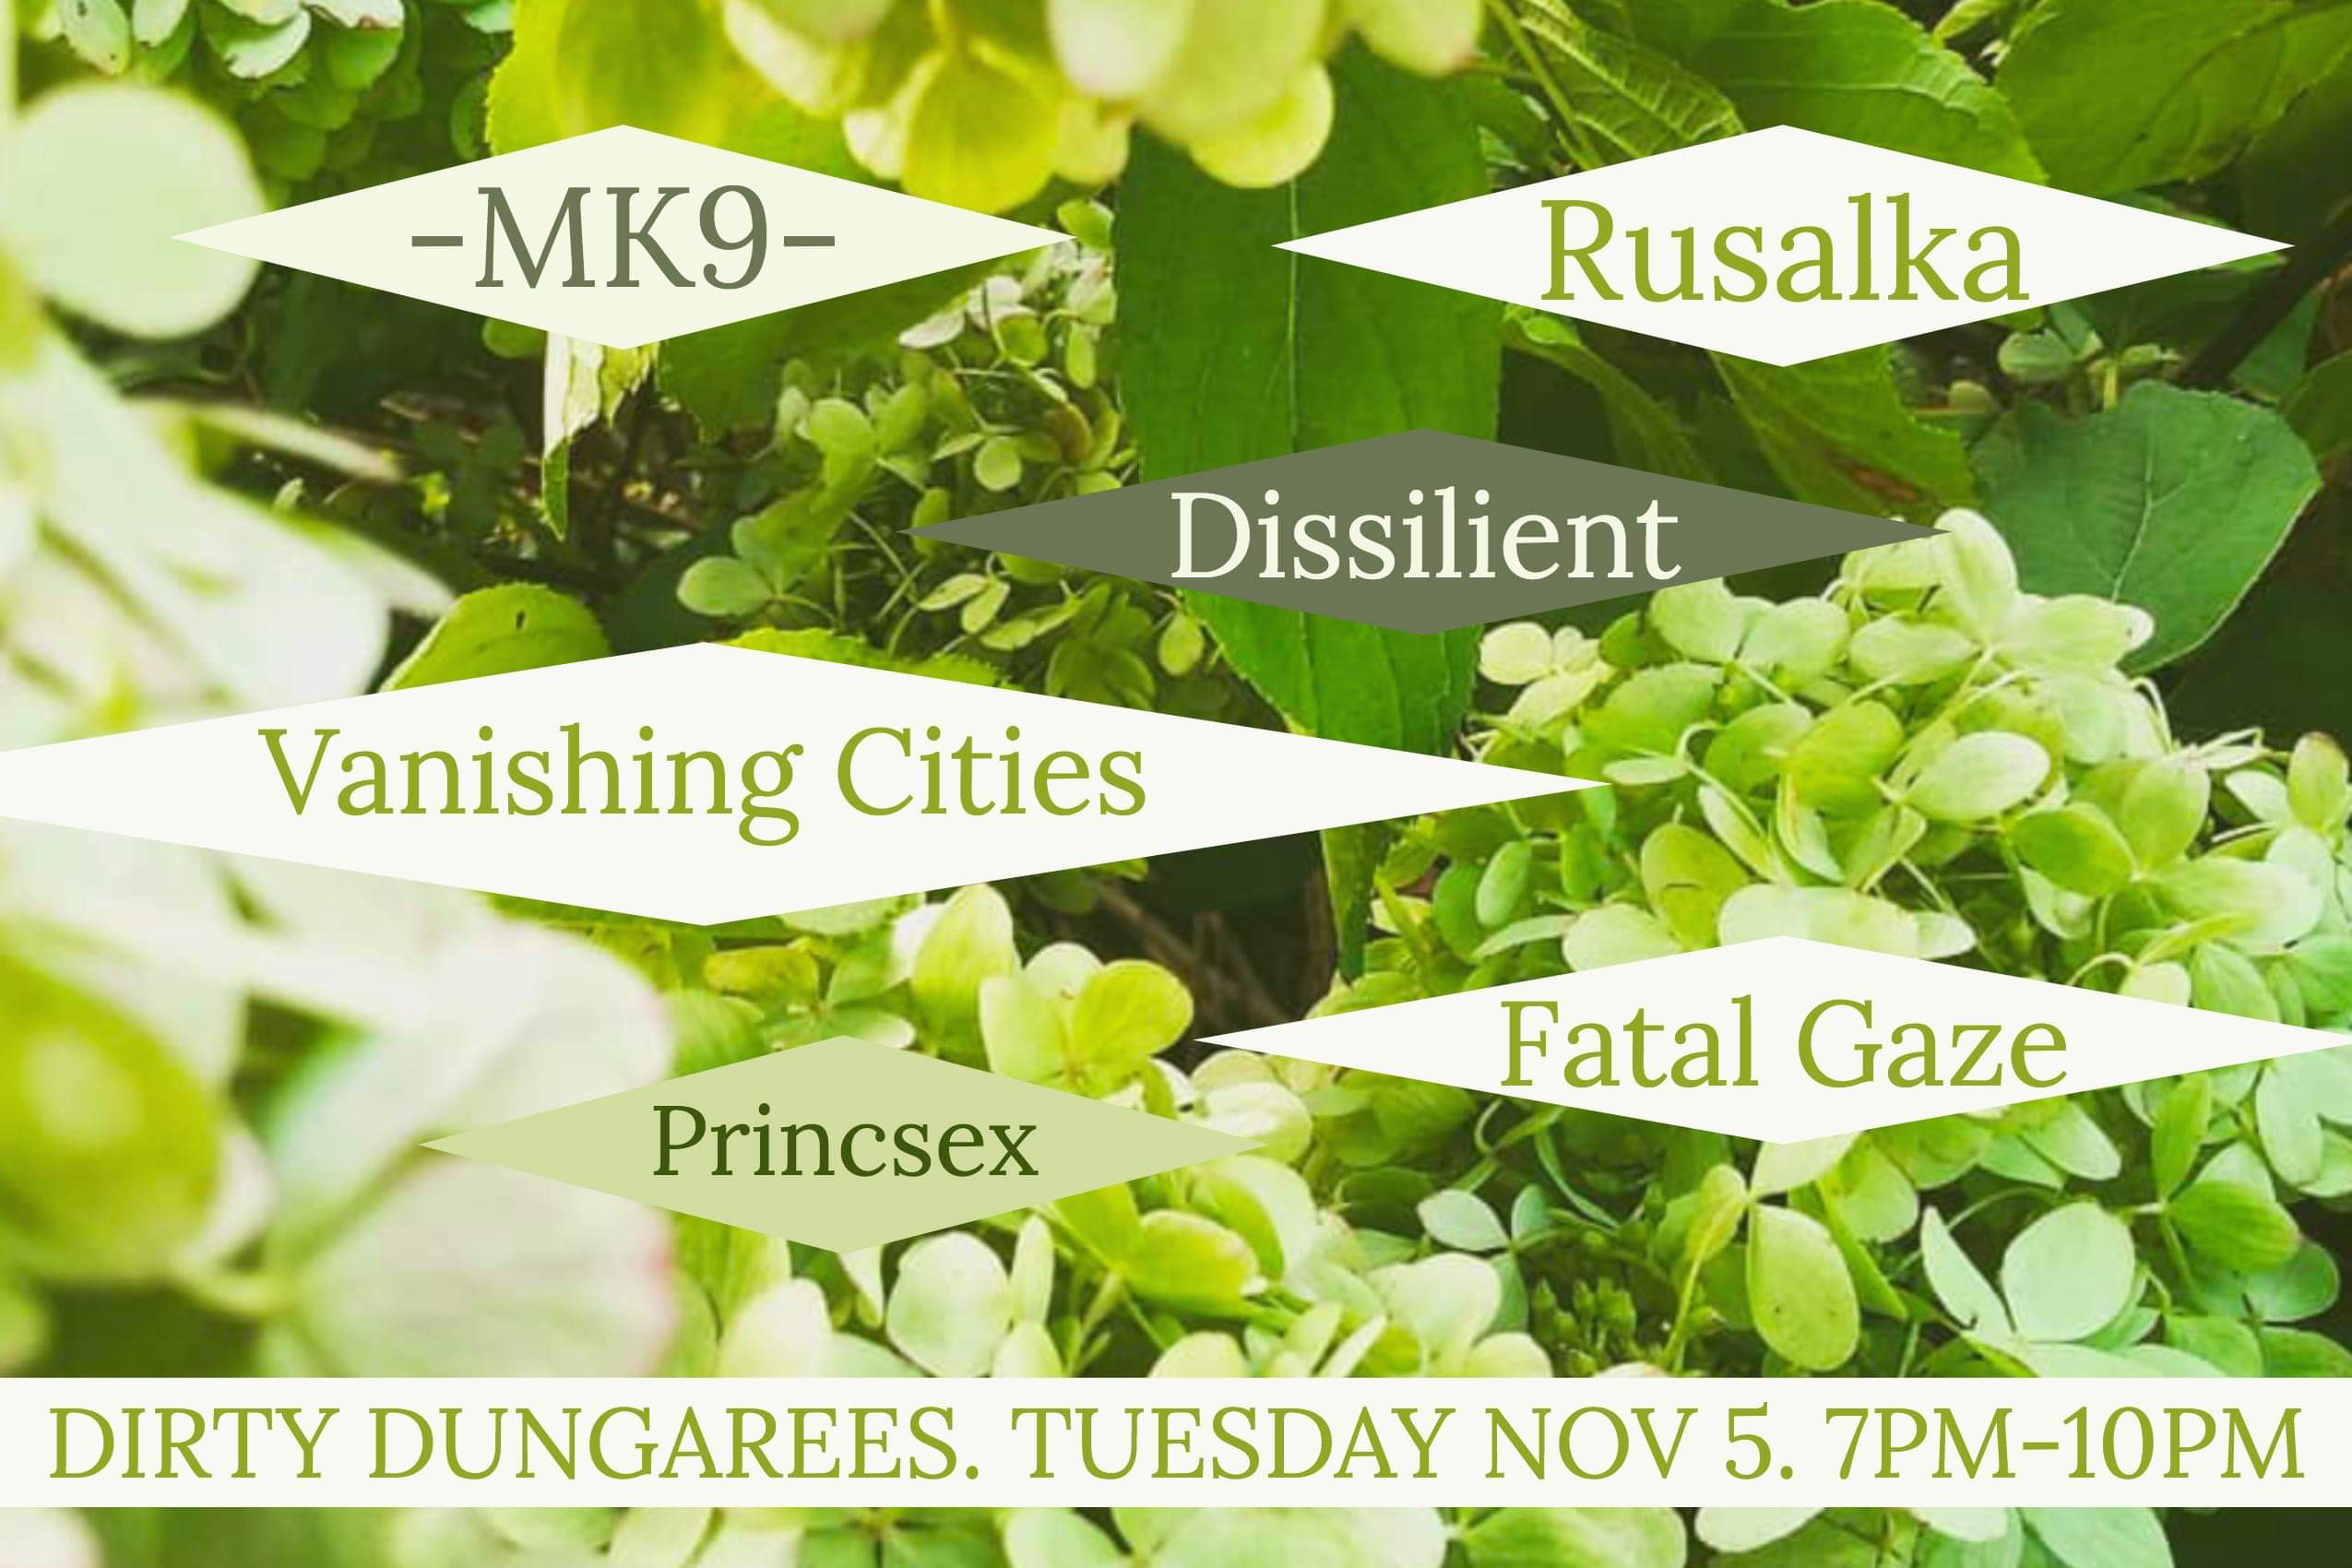 -MK9-
Rusalka
Dissilient
Vanishing Cities
Fatal Gaze
Princsex
DIRTY DUNGAREES. TUESDAY NOV 5. 7PM-10PM